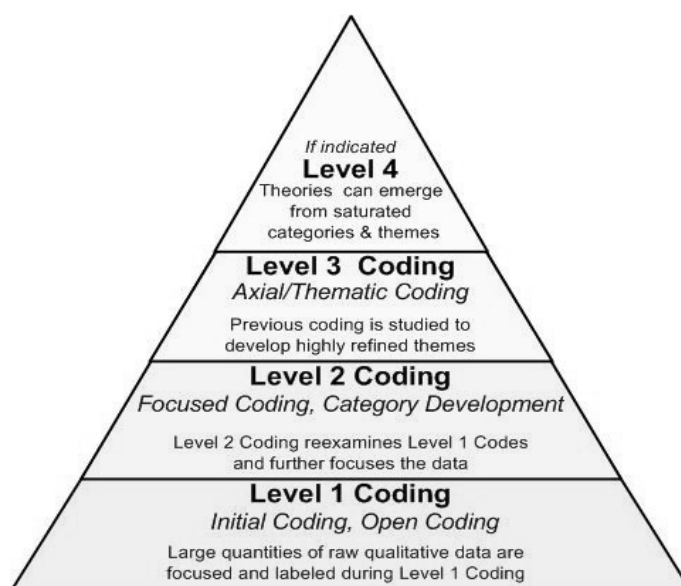 If indicated
Level 4
Theories can emerge
from saturated
categories & themes
Level 3 Coding
Axial/Thematic Coding
Previous coding is studied to
develop highly refined themes
Level 2 Coding
Focused Coding, Category Development
Level 2 Coding reexamines Level 1 Codes
and further focuses the data
Level 1 Coding
Initial Coding, Open Coding
Large quantities of raw qualitative data are
focused and labeled during Level 1 Coding